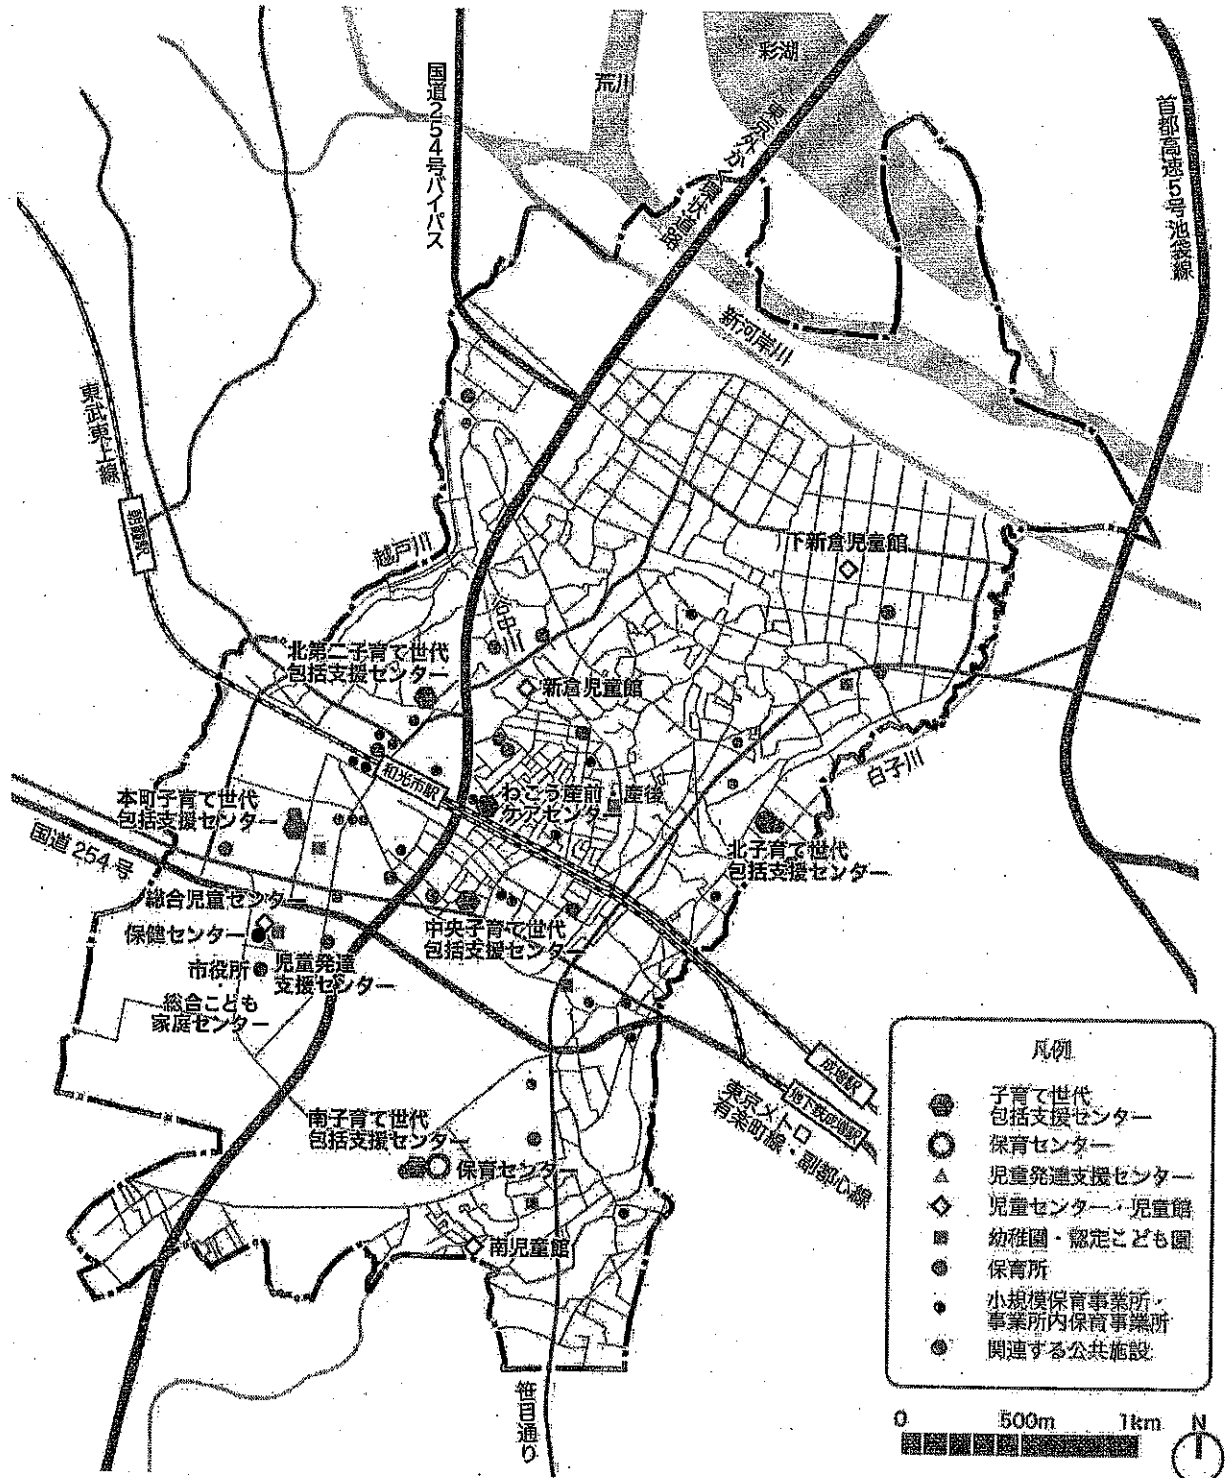 彩湖
荒川
国道254号バイパス
東京外かく環状道路
首都高速5号池袋線
新河岸川
東武東上線
朝霞駅
越戸川
下新倉児童館
谷中川
北第二子育て世代
包括支援センター
新倉児童館
白子川
和光市駅
本町子育て世代
包括支援センター
わこう産前・産後
ケアセンター
国道254号
北子育て世代
包括支援センター
総合児童センター
保健センター
中央子育て世代
包括支援センター
市役所
児童発達
支援センター
総合こども
家庭センター
成増駅
地下鉄成増駅
東京メトロ
有楽町線・副都心線
南子育て世代
包括支援センター
保育センター
南児童館
笹目通り
凡例
子育て世代
包括支援センター
保育センター
児童発達支援センター
児童センター・児童館
幼稚園・認定こども園
保育所
小規模保育事業所・
事業所内保育事業所
関連する公共施設
0 500m 1km
N